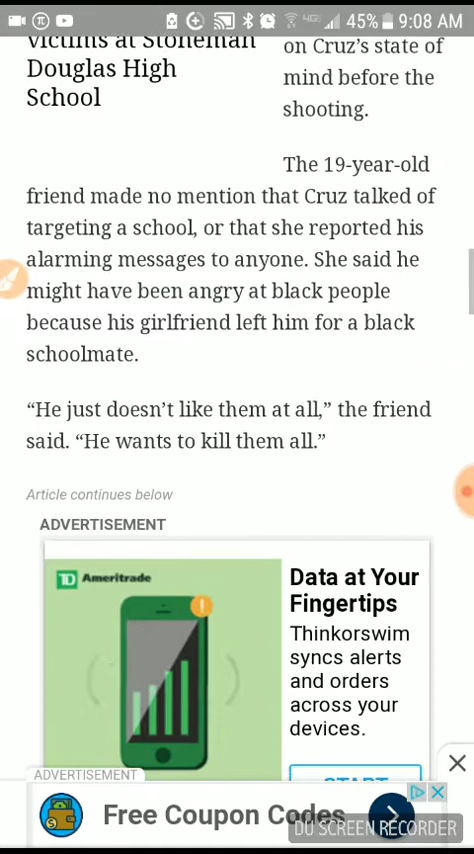 45% 9:08 AM
victims at Stoneman
Douglas High
School
on Cruz’s state of
mind before the
shooting.
The 19-year-old
friend made no mention that Cruz talked of
targeting a school, or that she reported his
alarming messages to anyone. She said he
might have been angry at black people
because his girlfriend left him for a black
schoolmate.
“He just doesn’t like them at all,” the friend
said. “He wants to kill them all.”
Article continues below
ADVERTISEMENT
TD Ameritrade
Data at Your
Fingertips
Thinkorswim
syncs alerts
and orders
across your
devices.
START
ADVERTISEMENT
Free Coupon Codes
DU SCREEN RECORDER